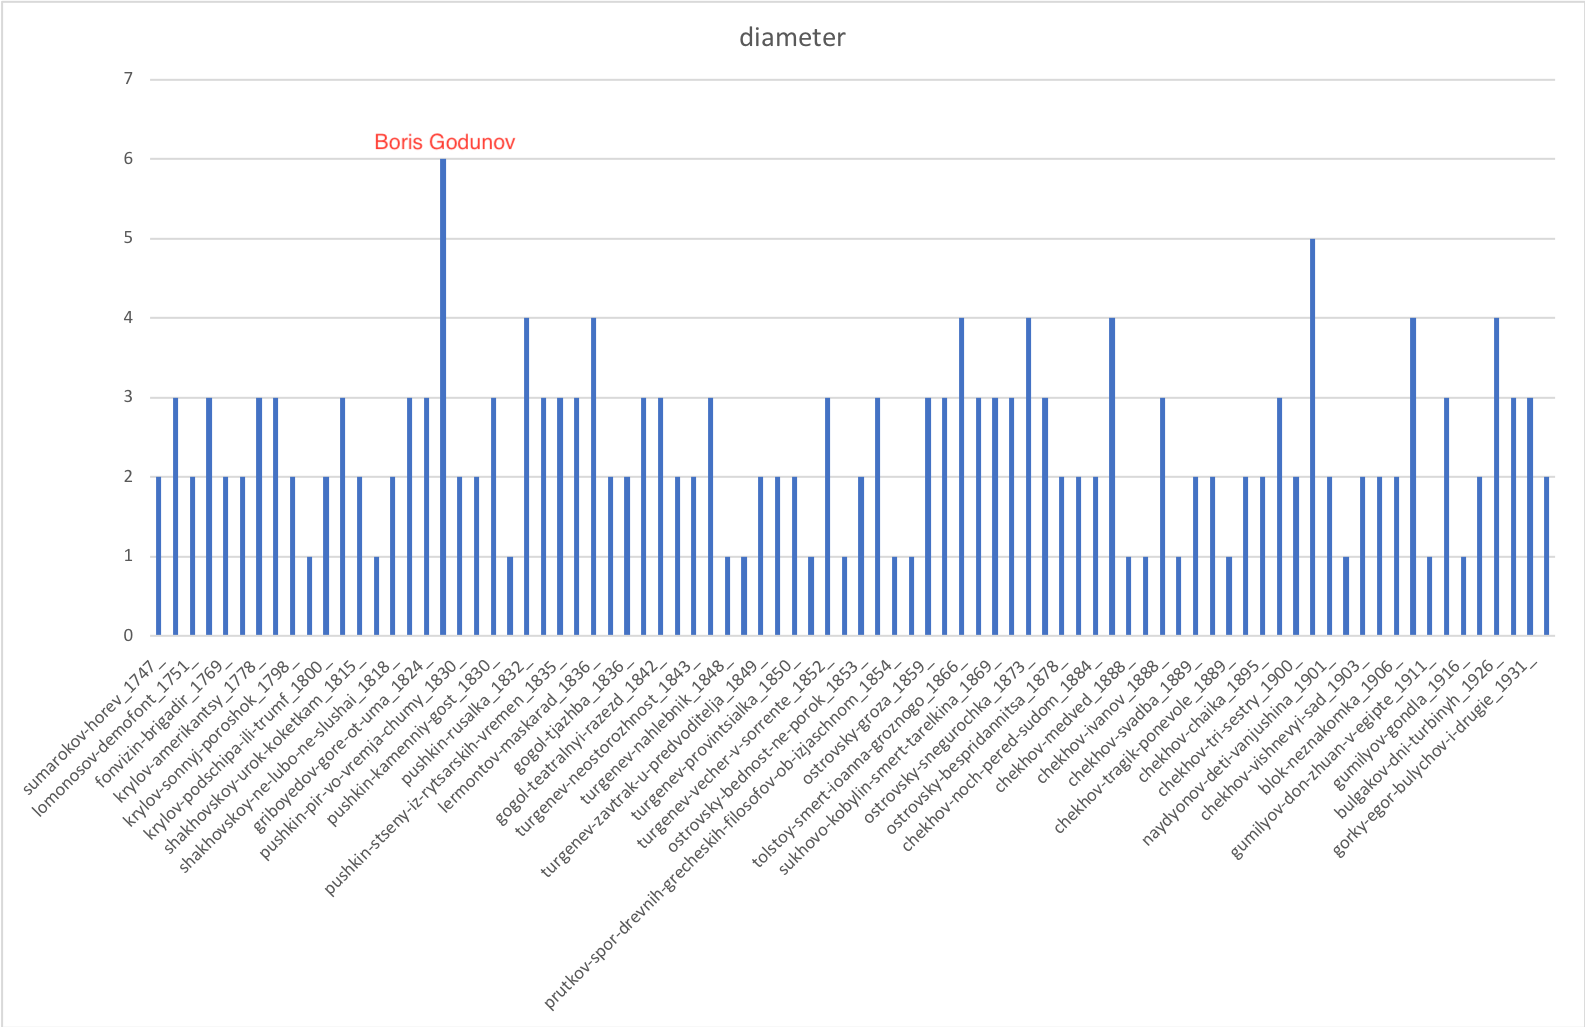 diameter
7
Boris Godunov
6
5
4
3
2
1
0
sumarokov-horev_1747_
lomonosov-demofont_1751_
fonvizin-brigadir_1769_
krylov-amerikantsy_1778_
krylov-sonnyj-poroshok_1798_
krylov-podschipa-ili-trumf_1800_
shakhovskoy-urok-koketkam_1815_
shakhovskoy-ne-lubo-ne-slushai_1818_
griboyedov-gore-ot-uma_1824_
pushkin-pir-vo-vremja-chumy_1830_
pushkin-kamenniy-gost_1830_
pushkin-rusalka_1832_
pushkin-stseny-iz-rytsarskih-vremen_1835_
lermontov-maskarad_1836_
gogol-tjazhba_1836_
gogol-teatralnyi-razezd_1842_
turgenev-neostorozhnost_1843_
turgenev-nahlebnik_1848_
turgenev-zavtrak-u-predvoditelja_1849_
turgenev-provintsialka_1850_
turgenev-vecher-v-sorrente_1852_
ostrovsky-bednost-ne-porok_1853_
prutkov-spor-drevnih-grecheskih-filosofov-ob-izjaschnom_1854_
ostrovsky-groza_1859_
tolstoy-smert-ioanna-groznogo_1866_
sukhovo-kobylin-smert-tarelkina_1869_
ostrovsky-snegurochka_1873_
ostrovsky-bespridannitsa_1878_
chekhov-noch-pered-sudom_1884_
chekhov-medved_1888_
chekhov-ivanov_1888_
chekhov-svadba_1889_
chekhov-tragik-ponevole_1889_
chekhov-chaika_1895_
chekhov-tri-sestry_1900_
naydyonov-deti-vanjushina_1901_
chekhov-vishneyvi-sad_1903_
blok-neznakomka_1906_
gumilyov-don-zhuan-v-egipte_1911_
gumilyov-gondla_1916_
bulgakov-dni-turbinyh_1926_
gorky-egor-bulychov-i-drugie_1931_